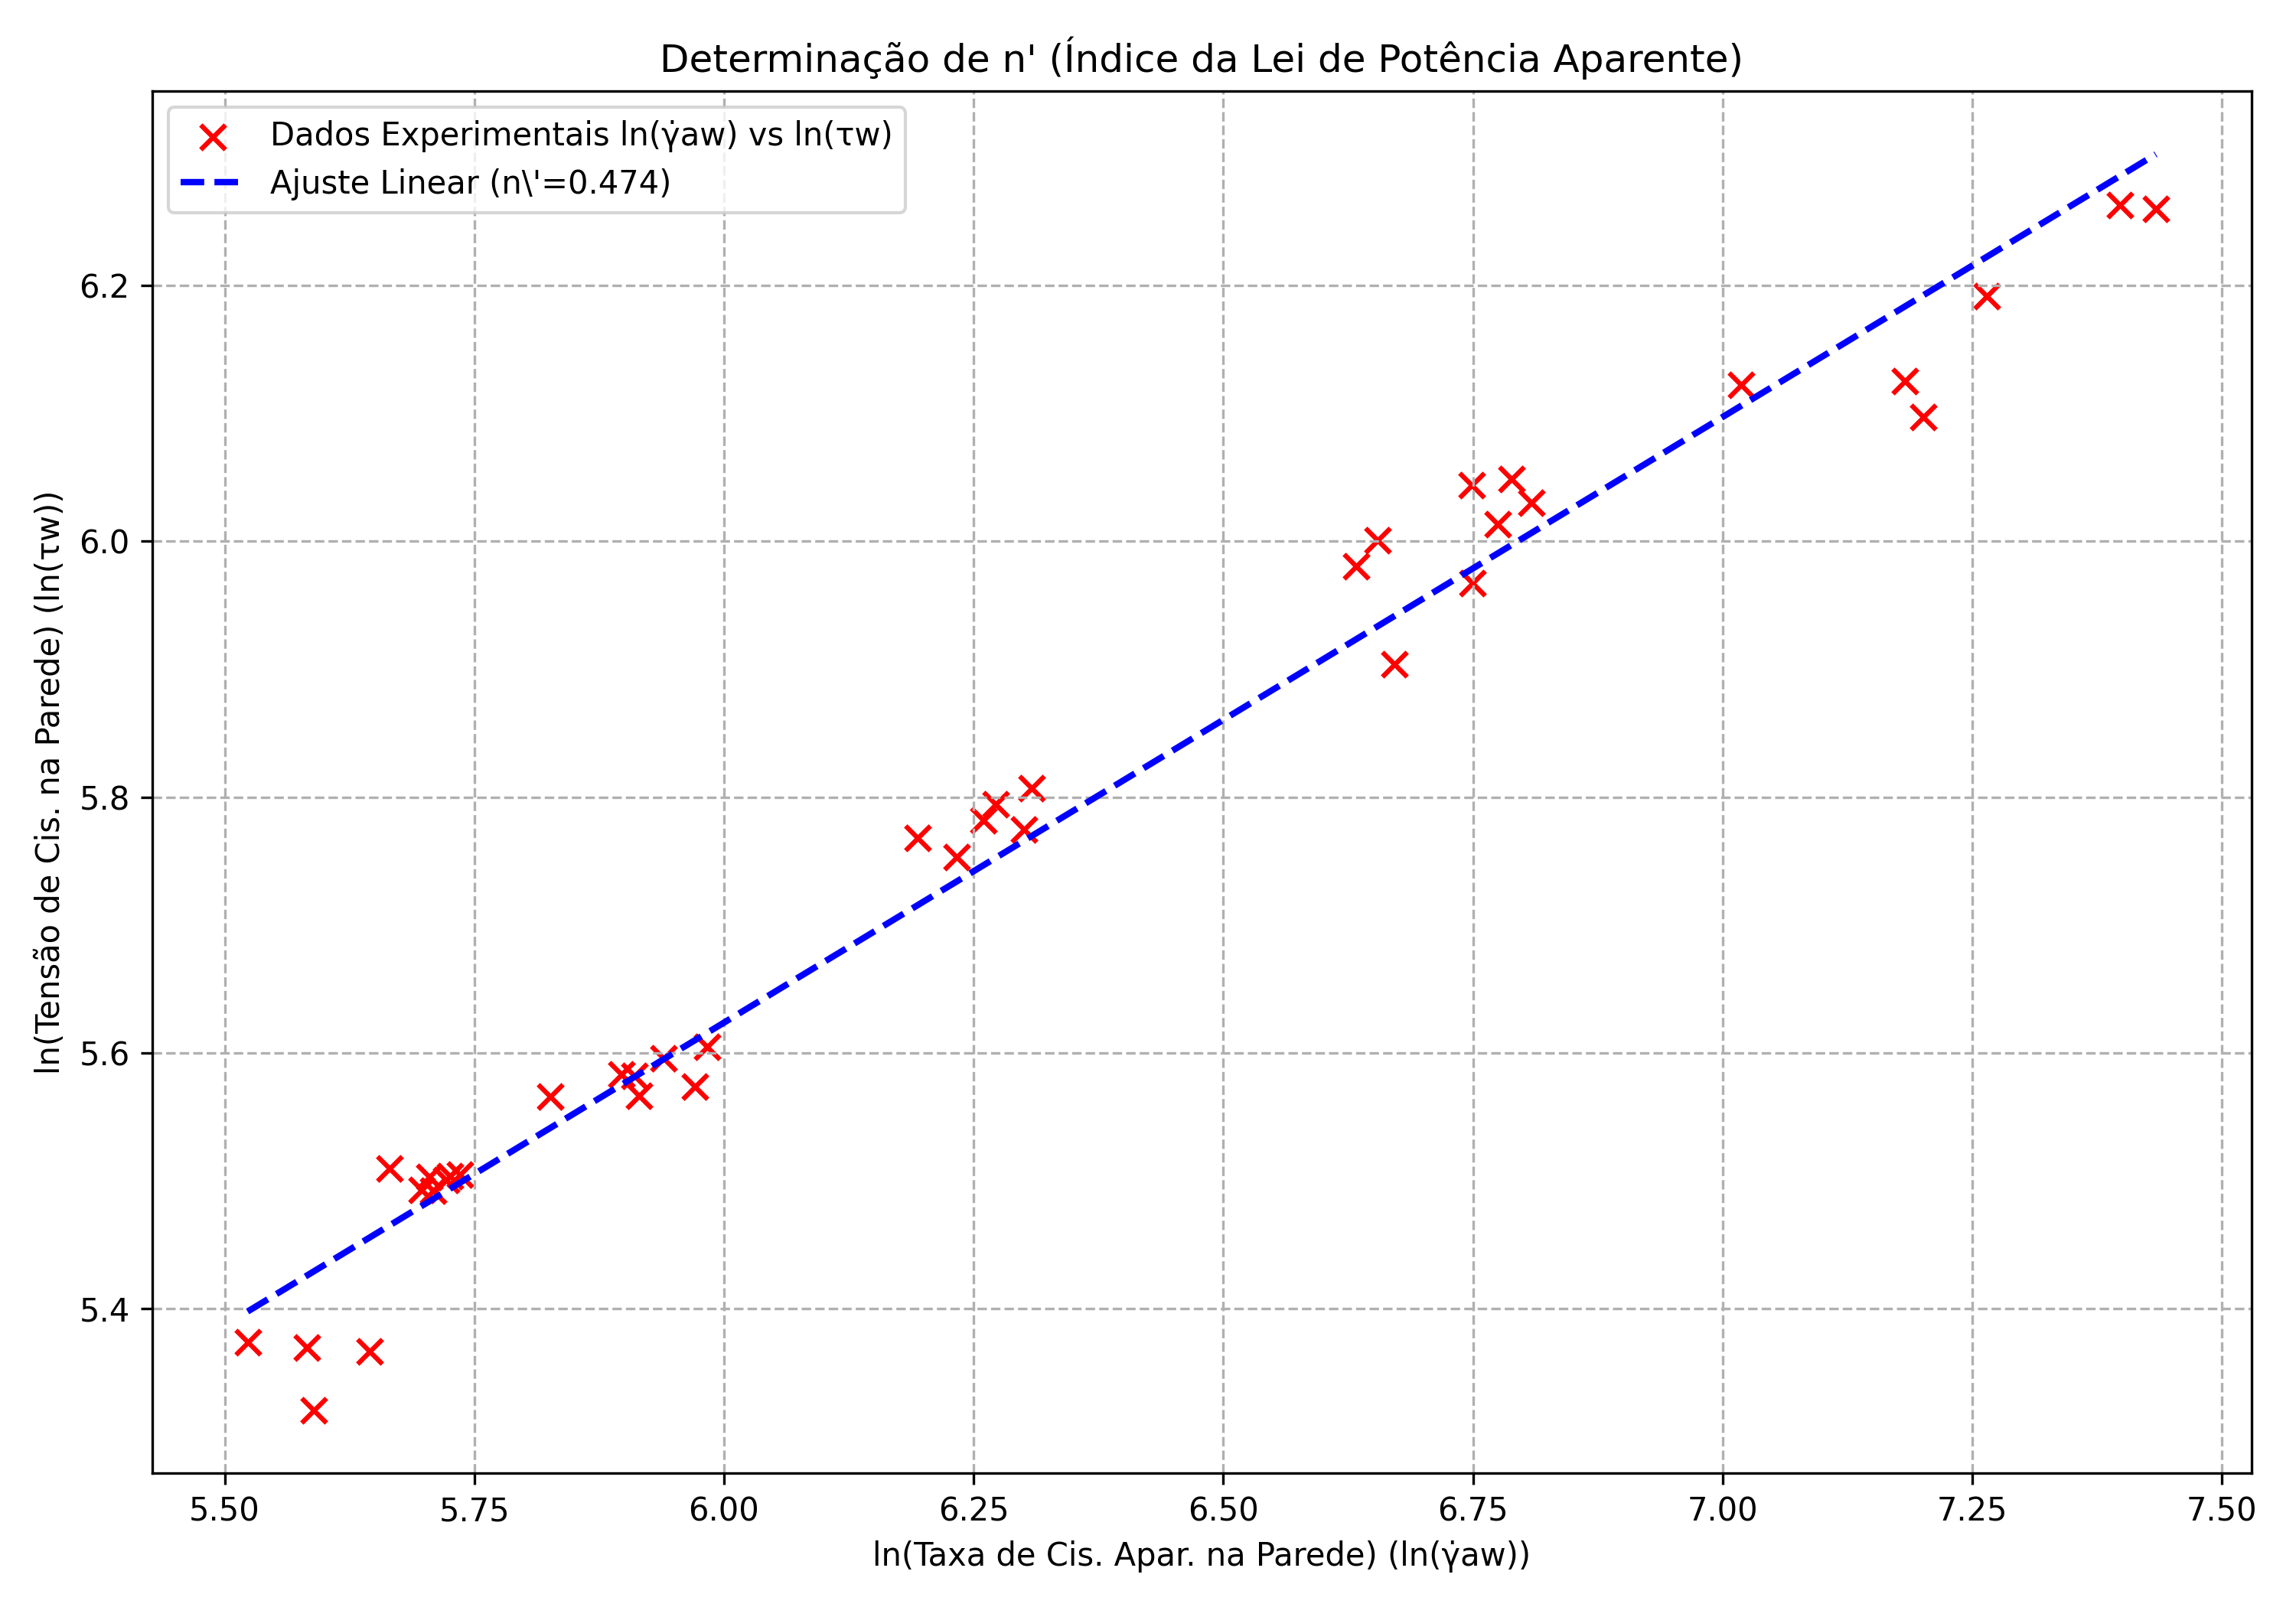 Determinação de n' (Índice da Lei de Potência Aparente)
Dados Experimentais ln(γ̇aw) vs ln(τw)
Ajuste Linear (n\'=0.474)
ln(Tensão de Cis. na Parede) (ln(τw))
6.2
6.0
5.8
5.6
5.4
5.50 5.75 6.00 6.25 6.50 6.75 7.00 7.25 7.50
ln(Taxa de Cis. Apar. na Parede) (ln(γ̇aw))